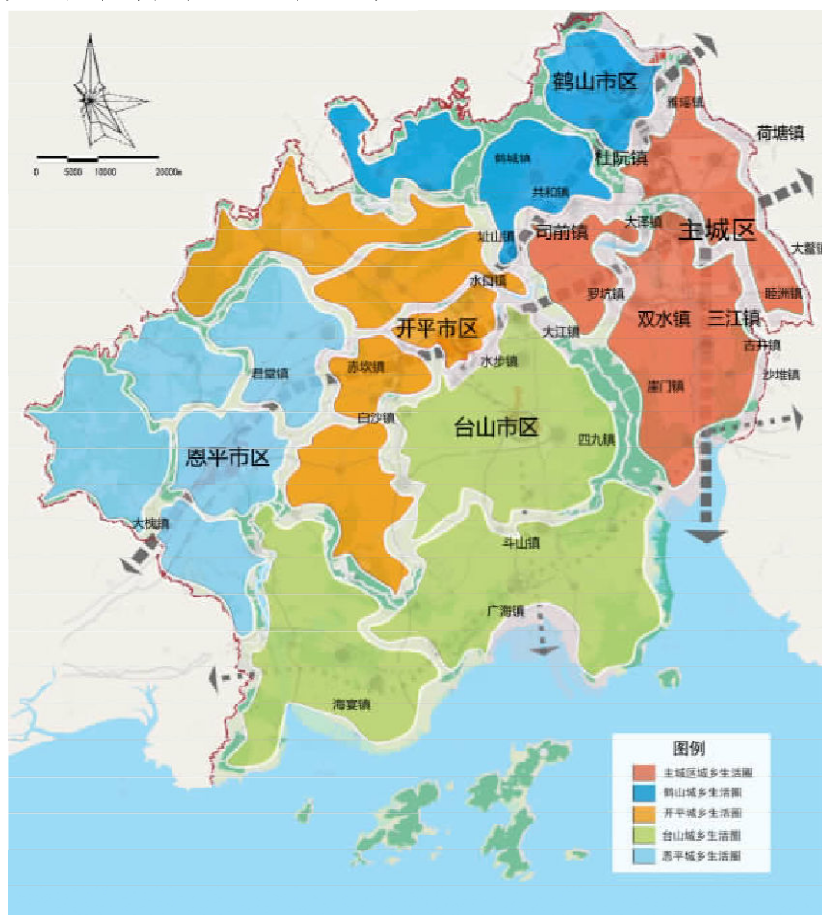 鹤山市区
雅瑶镇
荷塘镇
鹤城镇
杜阮镇
共和镇
0 5000 10000 20000m
大泽镇
主城区
址山镇
司前镇
大鳌镇
水口镇
罗坑镇
睦洲镇
双水镇
三江镇
开平市区
大江镇
古井镇
水步镇
君堂镇
赤坎镇
沙堆镇
崖门镇
白沙镇
台山市区
四九镇
恩平市区
大槐镇
斗山镇
广海镇
海宴镇
图例
主城区城乡生活圈
鹤山城乡生活圈
开平城乡生活圈
台山城乡生活圈
恩平城乡生活圈